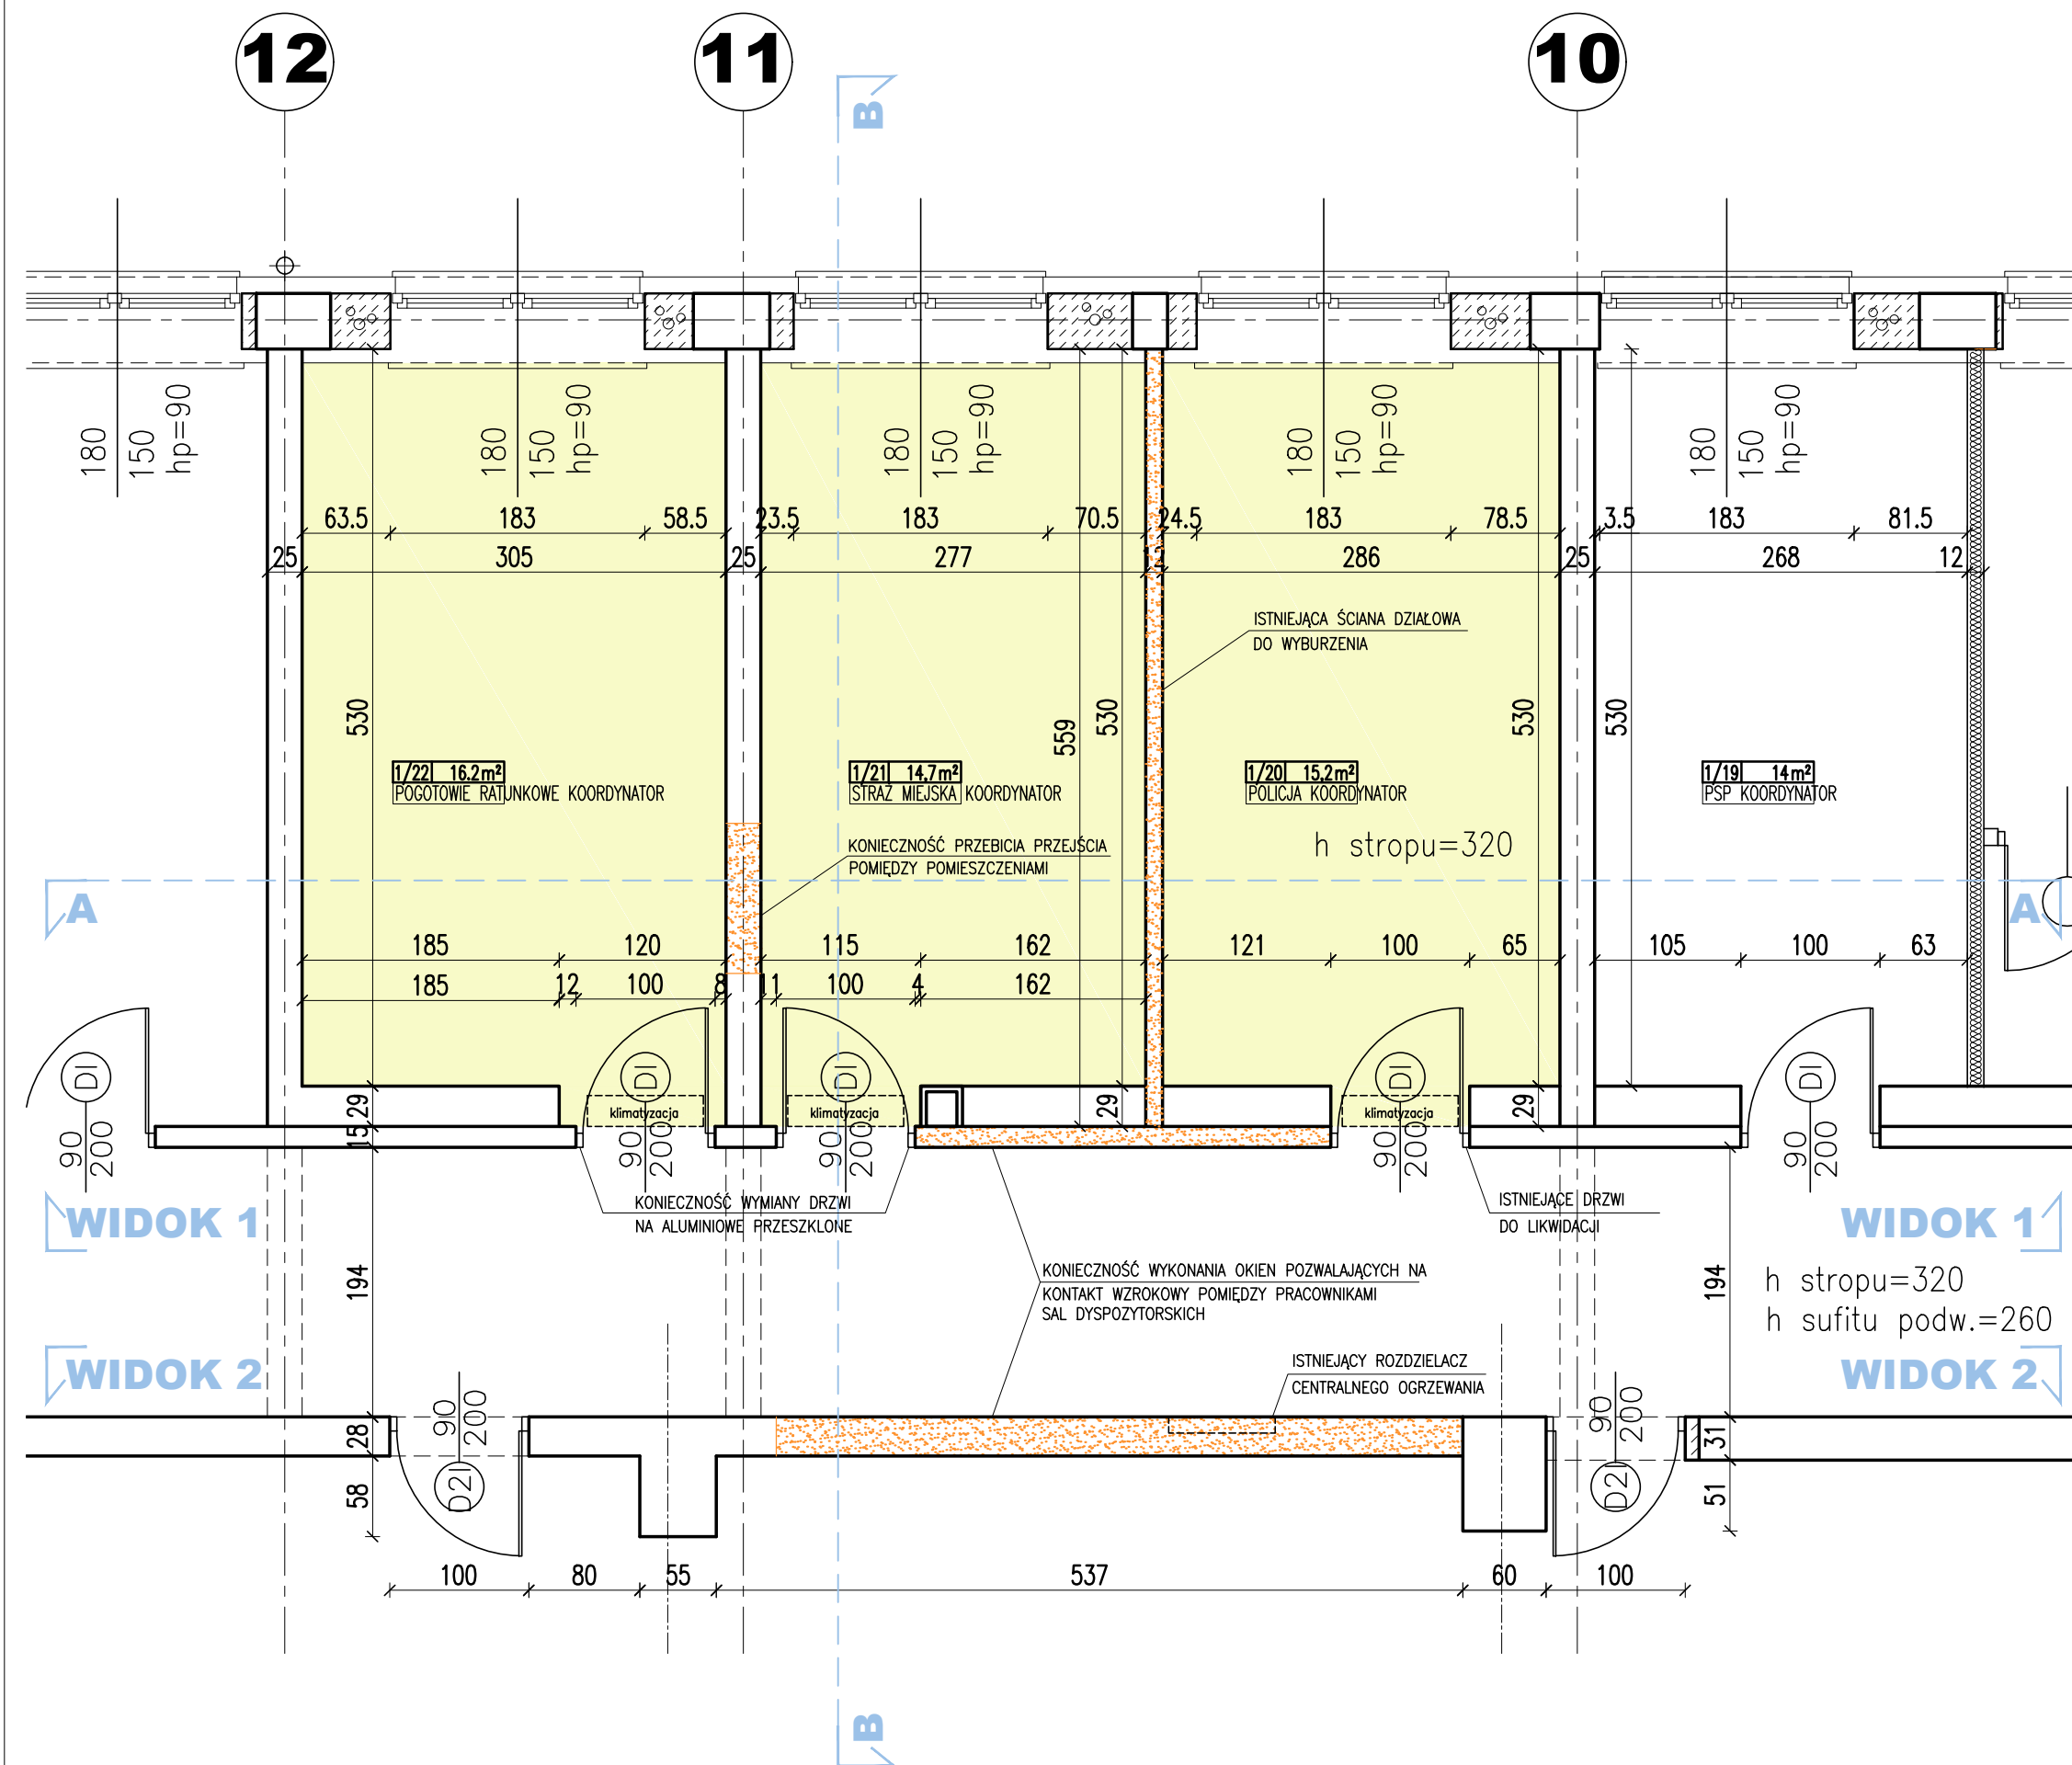 12
11
10
B
180
150
hp=90
180
150
hp=90
180
150
hp=90
180
150
hp=90
180
150
hp=90
63.5
183
58.5
23.5
183
70.5
24.5
183
78.5
3.5
183
81.5
25
305
25
277
12
286
25
268
12
ISTNIEJĄCA ŚCIANA DZIAŁOWA
DO WYBURZENIA
530
559
530
530
530
1/22 16.2m²
POGOTOWIE RATUNKOWE KOORDYNATOR
1/21 14,7m²
STRAŻ MIEJSKA KOORDYNATOR
1/20 15,2m²
POLICJA KOORDYNATOR
1/19 14m²
PSP KOORDYNATOR
h stropu=320
KONIECZNOŚĆ PRZEBICIA PRZEJŚCIA
POMIĘDZY POMIESZCZENIAMI
A
A
185
120
115
162
121
100
65
105
100
63
185
12
100
8
11
100
4
162
DI
DI
DI
DI
DI
klimatyzacja
klimatyzacja
klimatyzacja
29
29
29
15
90
200
90
200
90
200
90
200
90
200
WIDOK 1
WIDOK 1
KONIECZNOŚĆ WYMIANY DRZWI
NA ALUMINIOWE PRZESZKLONE
ISTNIEJĄCE DRZWI
DO LIKWIDACJI
194
194
KONIECZNOŚĆ WYKONANIA OKIEN POZWALAJĄCYCH NA
KONTAKT WZROKOWY POMIĘDZY PRACOWNIKAMI
SAL DYSPOZYTORSKICH
h stropu=320
h sufitu podw.=260
WIDOK 2
WIDOK 2
ISTNIEJĄCY ROZDZIELACZ
CENTRALNEGO OGRZEWANIA
90
200
90
200
28
58
31
51
D2I
D2I
100
80
55
537
60
100
B